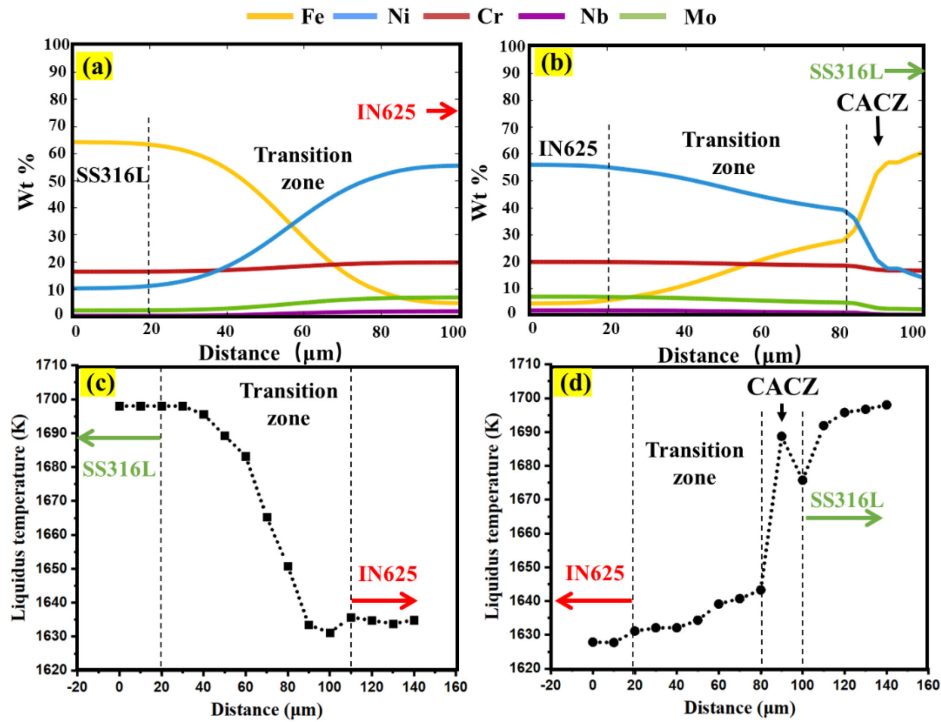 Fe Ni Cr Nb Mo
(a)
100
90
80
70
60
50
40
30
20
10
0
Wt %
SS316L
Transition
zone
IN625
0 20 40 60 80 100
Distance (μm)
(b)
100
90
80
70
60
50
40
30
20
10
0
Wt %
SS316L
CACZ
IN625
Transition
zone
0 20 40 60 80 100
Distance (μm)
(c)
1710
1700
1690
1680
1670
1660
1650
1640
1630
1620
Liquidus temperature (K)
Transition
zone
SS316L
IN625
-20 0 20 40 60 80 100 120 140 160
Distance (μm)
(d)
1710
1700
1690
1680
1670
1660
1650
1640
1630
1620
Liquidus temperature (K)
CACZ
Transition
zone
SS316L
IN625
-20 0 20 40 60 80 100 120 140 160
Distance (μm)